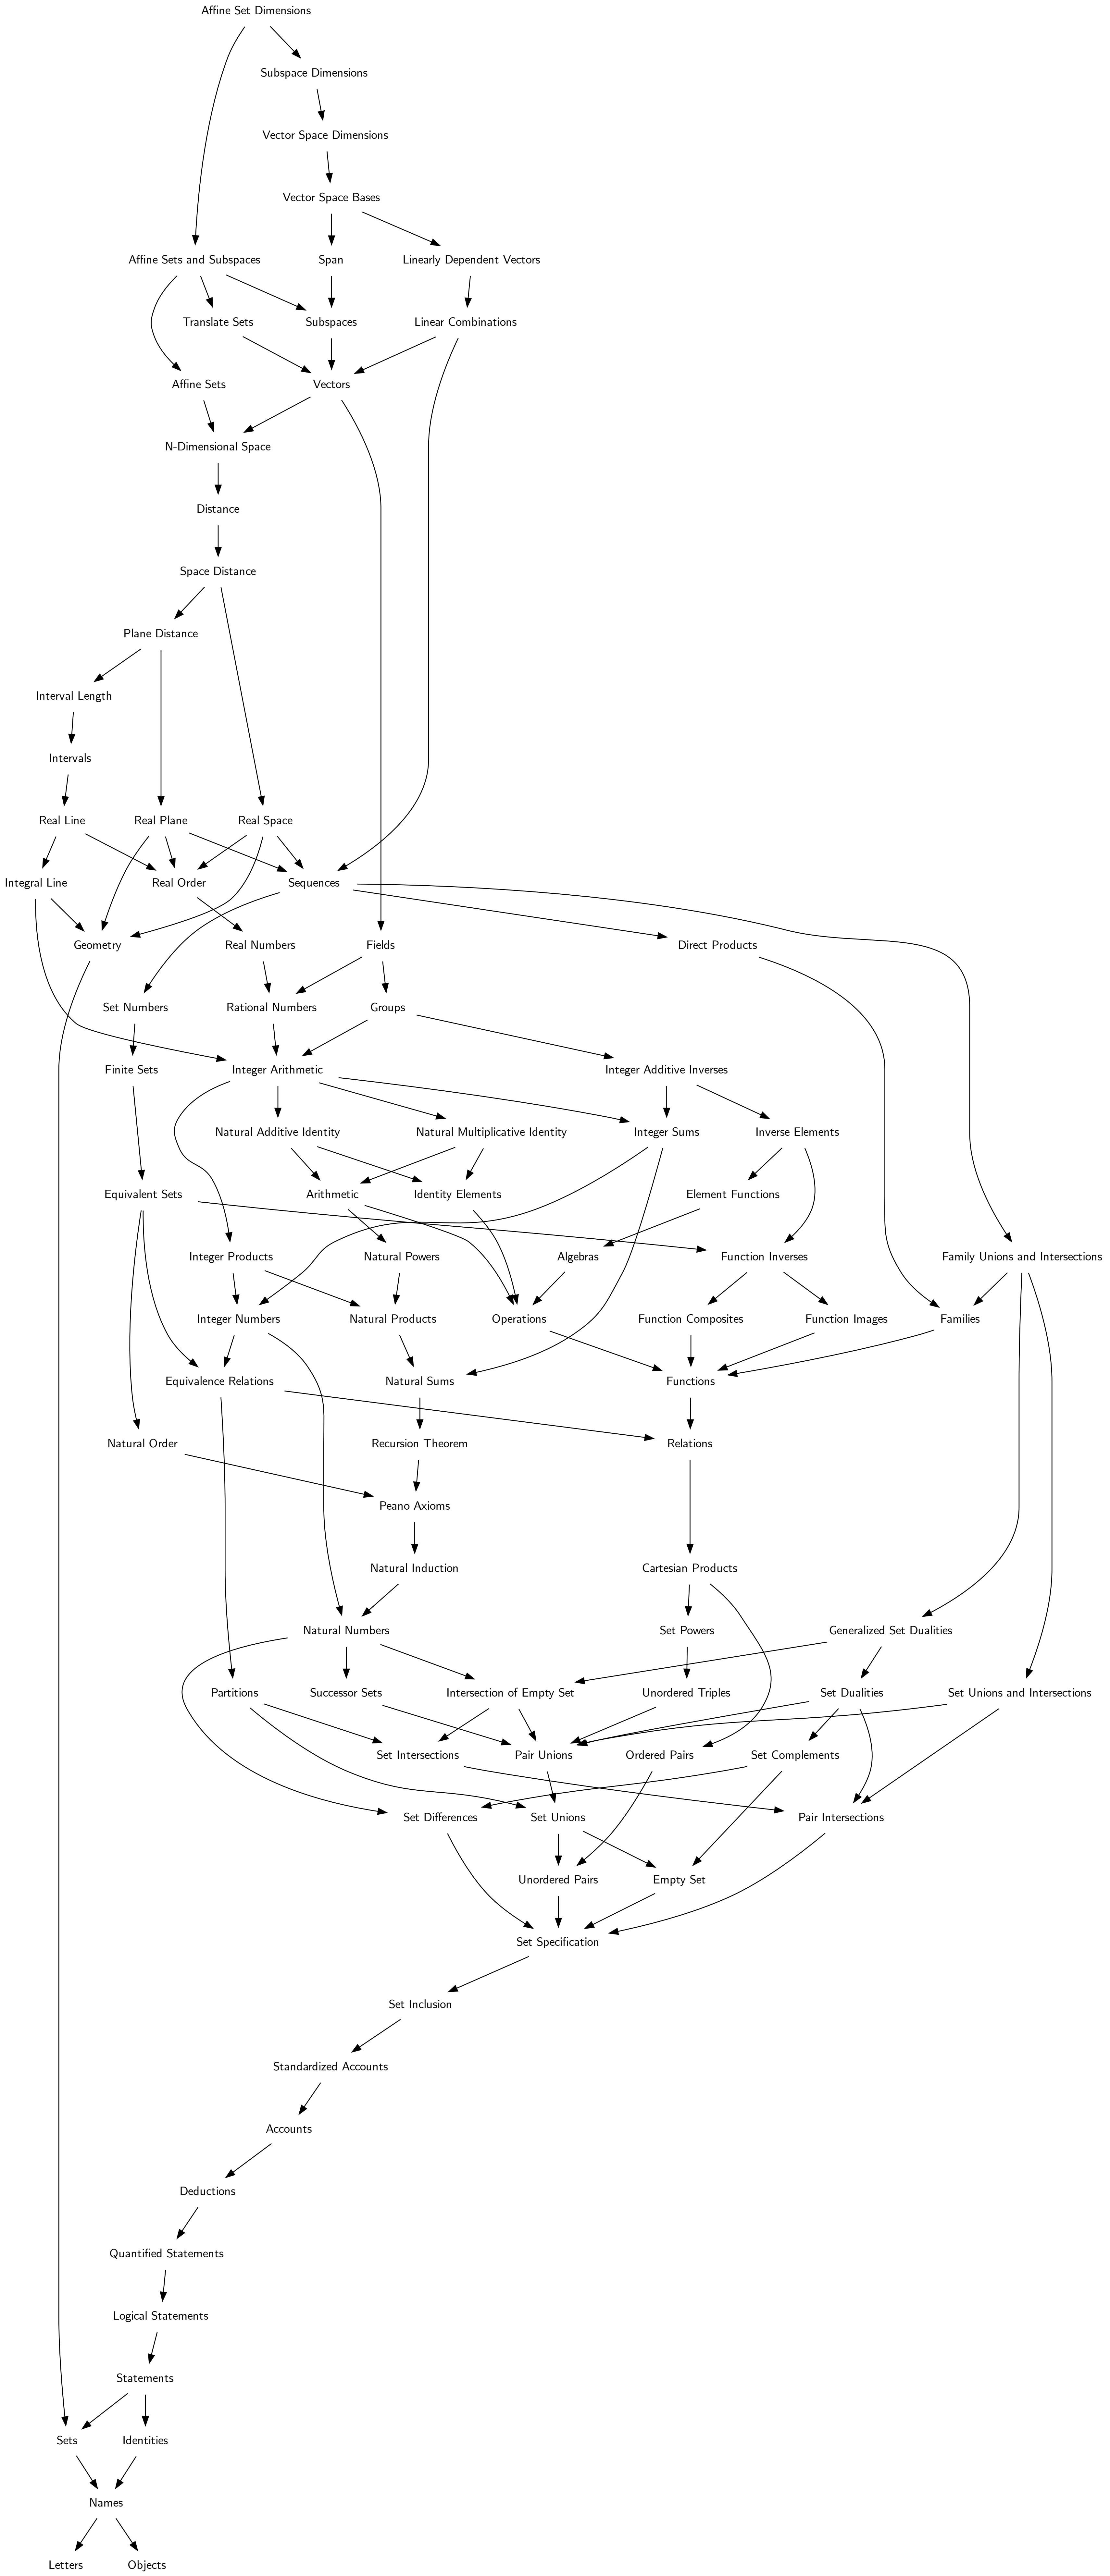 Affine Set Dimensions
Subspace Dimensions
Vector Space Dimensions
Vector Space Bases
Affine Sets and Subspaces
Span
Linearly Dependent Vectors
Translate Sets
Subspaces
Linear Combinations
Affine Sets
Vectors
N-Dimensional Space
Distance
Space Distance
Plane Distance
Interval Length
Intervals
Real Line
Real Plane
Real Space
Integral Line
Real Order
Sequences
Geometry
Real Numbers
Fields
Direct Products
Set Numbers
Rational Numbers
Groups
Finite Sets
Integer Arithmetic
Integer Additive Inverses
Natural Additive Identity
Natural Multiplicative Identity
Integer Sums
Inverse Elements
Equivalent Sets
Arithmetic
Identity Elements
Element Functions
Integer Products
Natural Powers
Algebras
Function Inverses
Family Unions and Intersections
Integer Numbers
Natural Products
Operations
Function Composites
Function Images
Families
Equivalence Relations
Natural Sums
Functions
Natural Order
Recursion Theorem
Relations
Peano Axioms
Natural Induction
Cartesian Products
Natural Numbers
Set Powers
Generalized Set Dualities
Partitions
Successor Sets
Intersection of Empty Set
Unordered Triples
Set Dualities
Set Unions and Intersections
Set Intersections
Pair Unions
Ordered Pairs
Set Complements
Set Differences
Set Unions
Pair Intersections
Unordered Pairs
Empty Set
Set Specification
Set Inclusion
Standardized Accounts
Accounts
Deductions
Quantified Statements
Logical Statements
Statements
Sets
Identities
Names
Letters
Objects